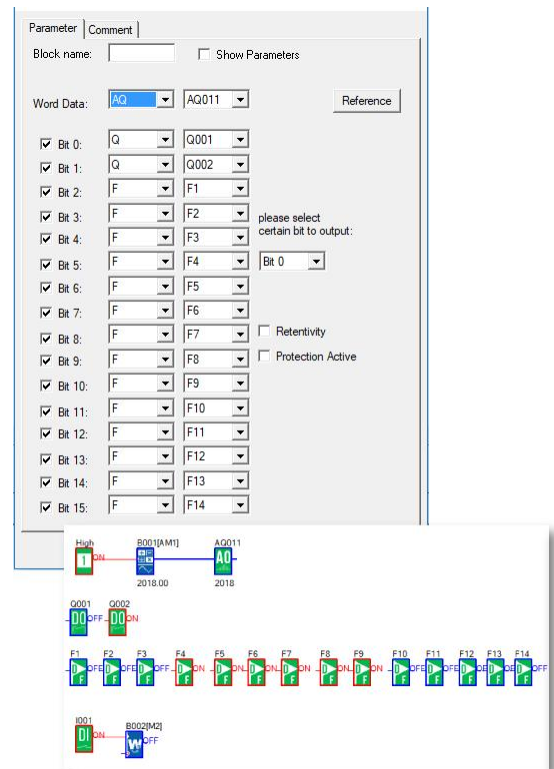 Parameter Comment
Block name: Show Parameters
Word Data: AQ AQ011 Reference
Bit 0: Q Q001
Bit 1: Q Q002
Bit 2: F F1
Bit 3: F F2
please select
certain bit to output:
Bit 4: F F3
Bit 5: F F4 Bit 0
Bit 6: F F5
Bit 7: F F6
Bit 8: F F7 Retentivity
Bit 9: F F8 Protection Active
Bit 10: F F9
Bit 11: F F10
Bit 12: F F11
Bit 13: F F12
Bit 14: F F13
Bit 15: F F14
High B001[AM1] AQ011
1 ON AQ
2018.00 2018
Q001 Q002
DO OFF DO ON
F1 F2 F3 F4 F5 F6 F7 F8 F9 F10 F11 F12 F13 F14
I001 B002[M2]
DI ON W OFF